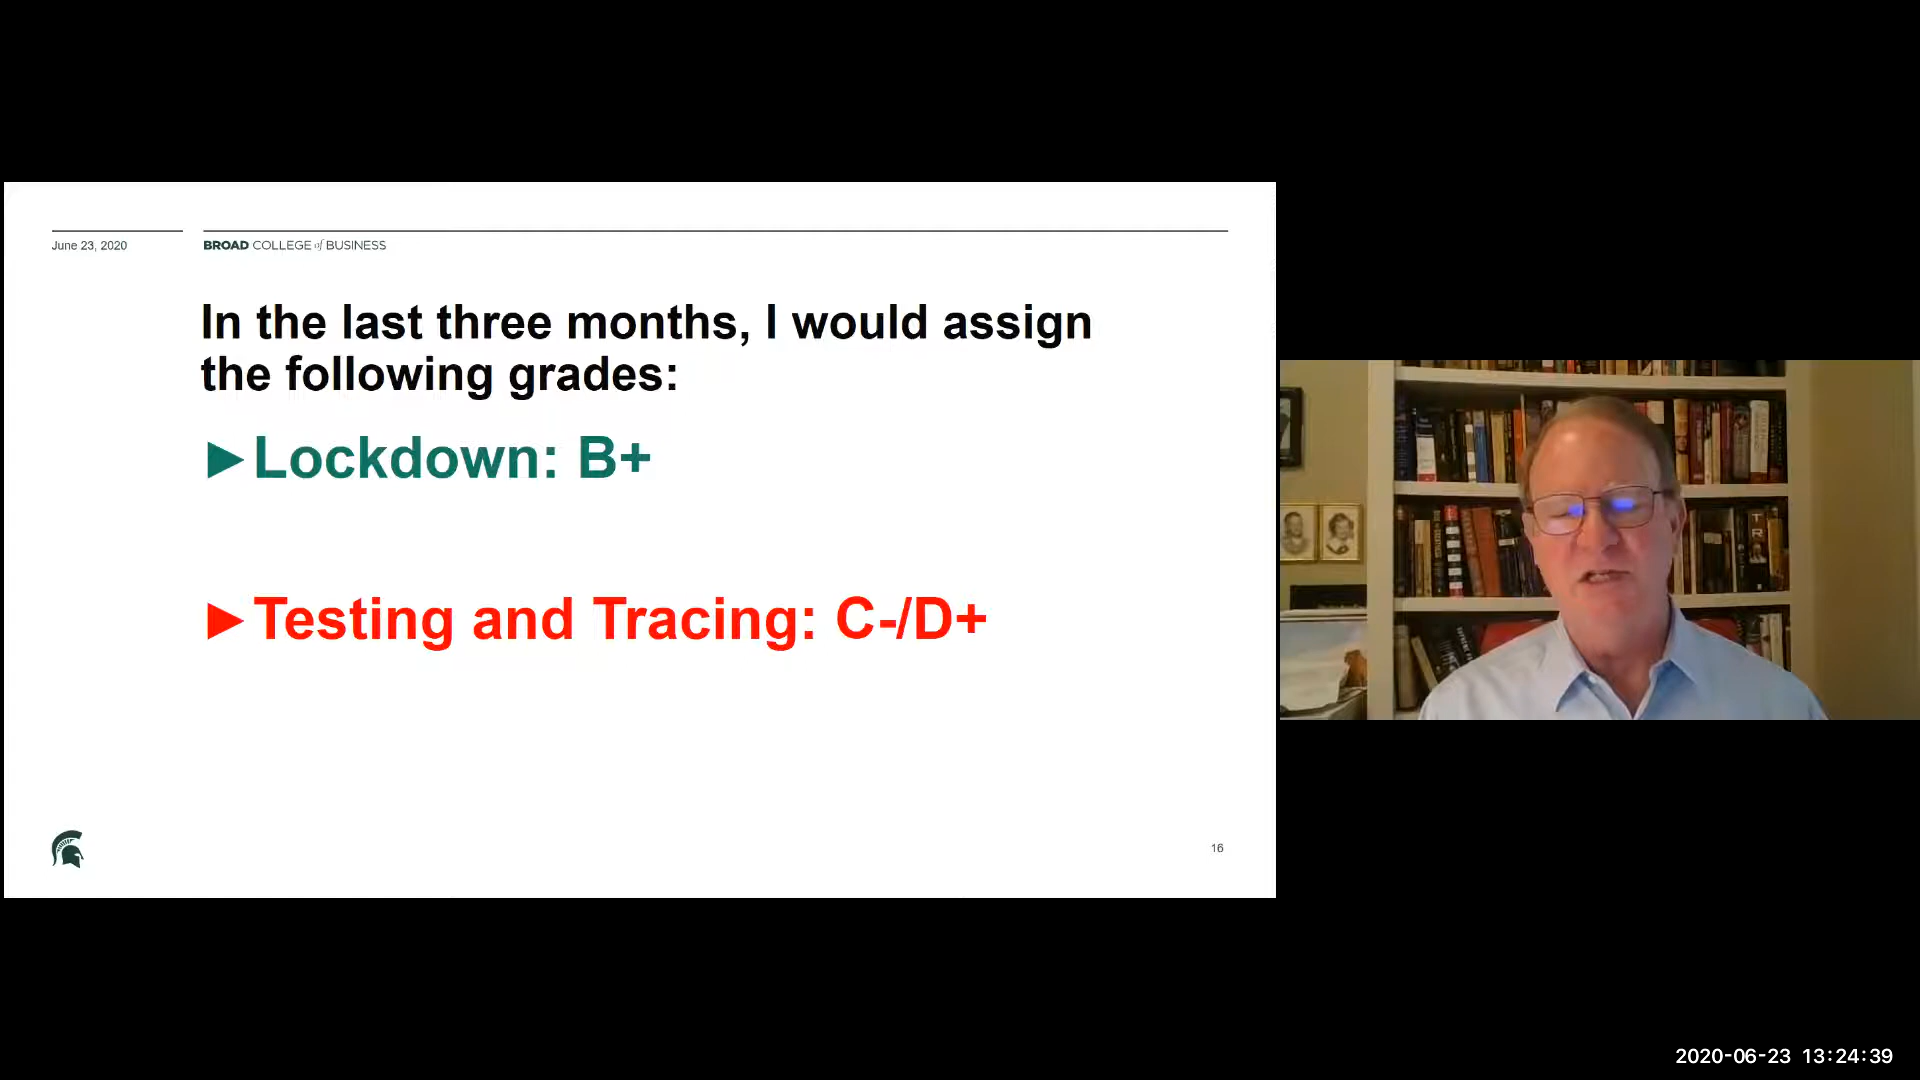 June 23, 2020
BROAD COLLEGE of BUSINESS
In the last three months, I would assign
the following grades:
►Lockdown: B+
►Testing and Tracing: C-/D+
16
2020-06-23 13:24:39